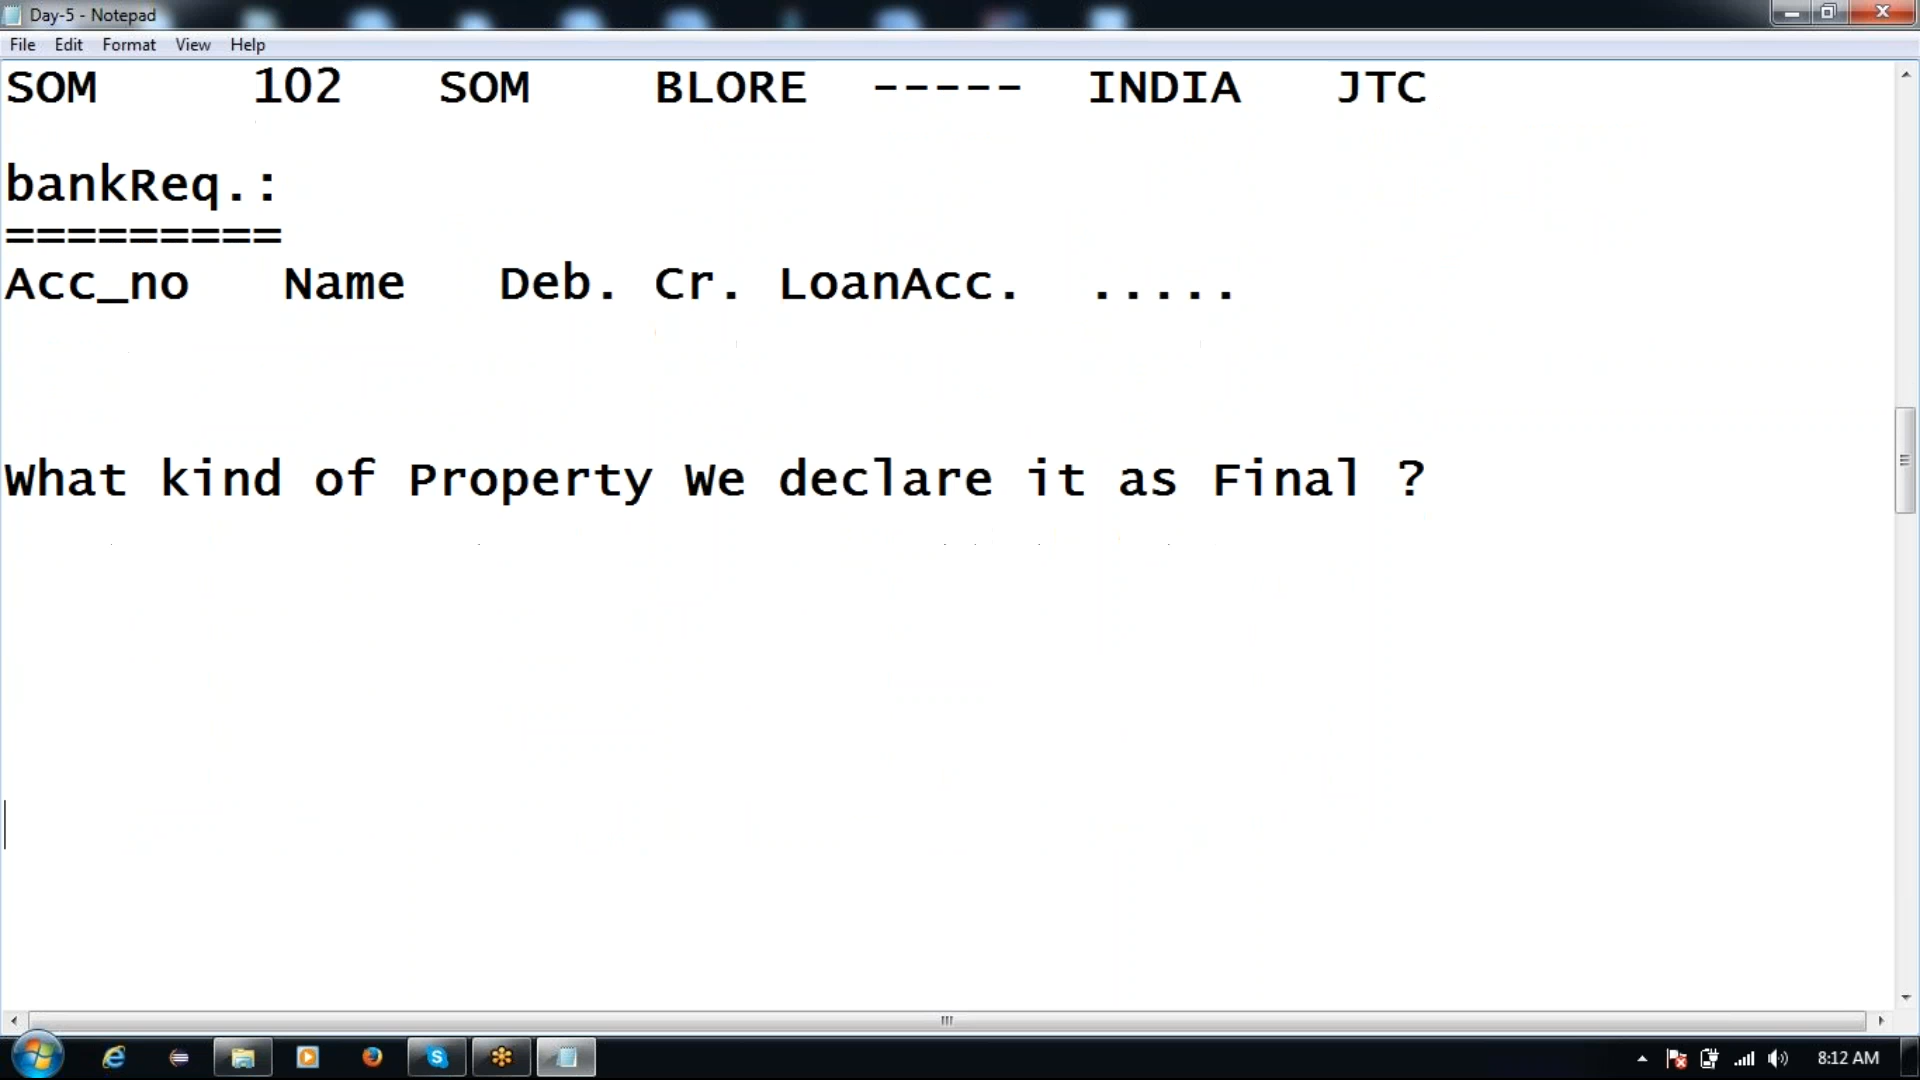 Day-5 - Notepad
File Edit Format View Help
SOM 102 SOM BLORE ----- INDIA JTC
bankReq.:
=========
Acc_no Name Deb. Cr. LoanAcc. .....
What kind of Property We declare it as Final ?
8:12 AM